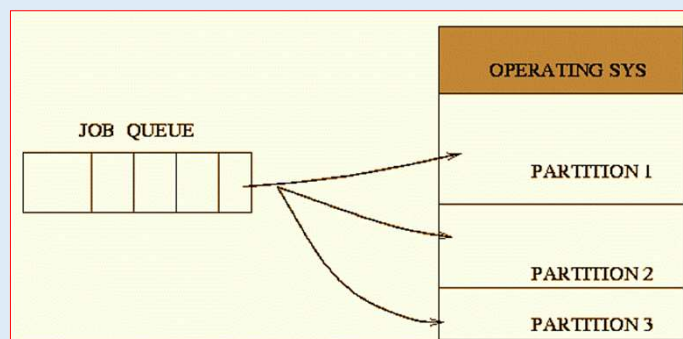 OPERATING SYS
JOB QUEUE
PARTITION 1
PARTITION 2
PARTITION 3